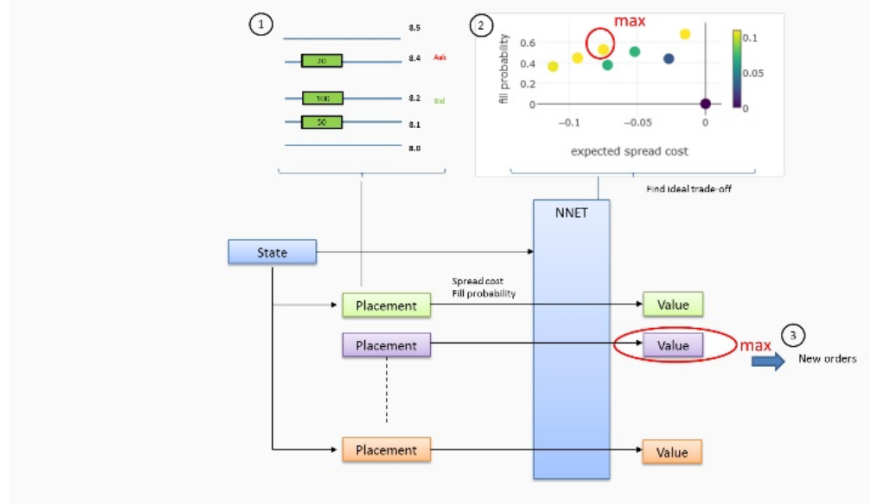 1
8.5
20
8.4
Ask
100
8.2
Bid
50
8.1
8.0
2
max
fill probability
0.6
0.4
0.2
0
−0.1
−0.05
0
expected spread cost
0.1
0.05
0
Find ideal trade-off
NNET
State
Spread cost
Fill probability
Placement
Value
Placement
Value
max
3
New orders
Placement
Value